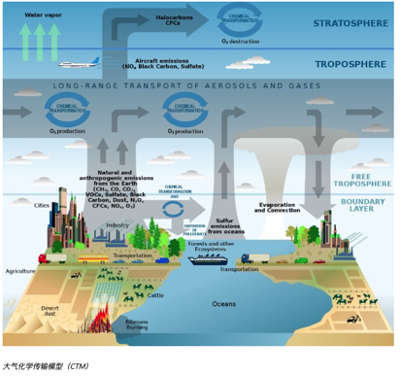 Water vapor
Halocarbons
CFCs
CHEMICAL
TRANSFORMATION
O₃ destruction
STRATOSPHERE
Aircraft emissions
(NOₓ, Black Carbon, Sulfate)
TROPOSPHERE
LONG-RANGE TRANSPORT OF AEROSOLS AND GASES
CHEMICAL
TRANSFORMATION
O₃ production
CHEMICAL
TRANSFORMATION
O₃ production
Natural and
anthropogenic emissions
from the Earth
(CH₄, CO, CO₂,
VOCs, Sulfate, Black
Carbon, Dust, N₂O,
CFCs, NOₓ, O₃)
CHEMICAL
TRANSFORMATION
FREE
TROPOSPHERE
BOUNDARY
LAYER
Cities
Industry
Sulfur
emissions
from oceans
Evaporation
and Convection
Forests and other
Ecosystems
Transportation
Transportation
Agriculture
Cattle
Desert
dust
Biomass
Burning
Oceans
大气化学传输模型（CTM）